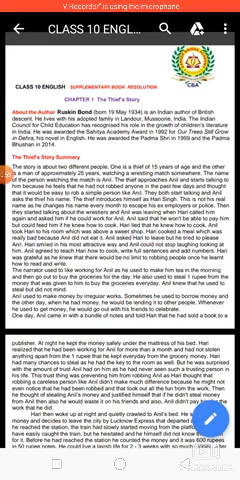 V Recorder" is using the microphone
CLASS 10 ENGL...
CBA
CLASS 10 ENGLISH SUPPLEMENTARY BOOK RESOLUTION
CHAPTER 1 The Thief's Story
About the Author Ruskin Bond (born 19 May 1934) is an Indian author of British
descent. He lives with his adopted family in Landour, Mussoorie, India. The Indian
Council for Child Education has recognised his role in the growth of children's literature
in India. He was awarded the Sahitya Academy Award in 1992 for Our Trees Still Grow
in Dehra, his novel in English. He was awarded the Padma Shri in 1999 and the Padma
Bhushan in 2014.
The Thief's Story Summary
The story is about two different people. One is a thief of 15 years of age and the other
is a man of approximately 25 years, watching a wrestling match somewhere. The name
of the person watching the match is Anil. The thief approaches Anil and starts talking to
him because he feels that he had not robbed anyone in the past few days and thought
that it would be easy to rob a simple person like Anil. They both start talking and Anil
asks the thief his name. The thief introduces himself as Hari Singh. This is not his real
name as he changes his name every month to escape his ex employers or police. Then
they started talking about the wrestlers and Anil was leaving when Hari called him
again and asked him if he could work for Anil. Anil said that he won't be able to pay him
but could feed him if he knew how to cook. Hari lied that he knew how to cook. Anil
took Hari to his room which was above a sweet shop. Hari cooked a meal which was
really bad because Anil did not eat it. Anil asked Hari to leave but he tried to please
Anil. Hari smiled in his most attractive way and Anil could not stop laughing looking at
him. Anil agreed to teach Hari how to cook, write full sentences and add numbers. Hari
was grateful as he knew that there would be no limit to robbing people once he learnt
how to read and write.
The narrator used to like working for Anil as he used to make him tea in the morning
and then go out to buy the groceries for the day. He also used to steal 1 rupee from the
money that was given to him to buy the groceries everyday. Anil knew that he used to
steal but did not mind.
Anil used to make money by irregular works. Sometimes he used to borrow money and
the other day, when he had money, he would be lending it to other people. Whenever
he used to get money, he would go out with his friends to celebrate.
One day, Anil came in with a bundle of notes and told Hari that he had sold a book to a
publisher. At night he kept the money safely under the mattress of his bed. Hari
realized that he had been working for Anil for more than a month and had not stolen
anything apart from the 1 rupee that he kept everyday from the grocery money. Hari
had many chances to steal as he had the key to the room as well. But he was surprised
with the amount of trust Anil had on him as he had never seen such a trusting person in
his life. This trust thing was preventing him from robbing Anil as Hari thought that
robbing a careless person like Anil didn't make much difference because he might not
even notice that he had been robbed and that took out all the fun from the work. Then
he thought of stealing Anil's money and justified himself that if he didn't steal money
from Anil then also he would waste it on his friends and also, Anil didn't pay him for the
work that he did.
Hari then woke up at night and quietly crawled to Anil's bed. He
money and decides to leave the city by Lucknow Express that departed
he reached the station, the train had slowly started moving from the platform.
have easily caught the train, but he hesitated and he himself did not know
for it. Before he had reached the station he counted the money and it was 600 rupees
in 50 rupee notes. He could live a lavish life for 2 - 3 weeks with so much